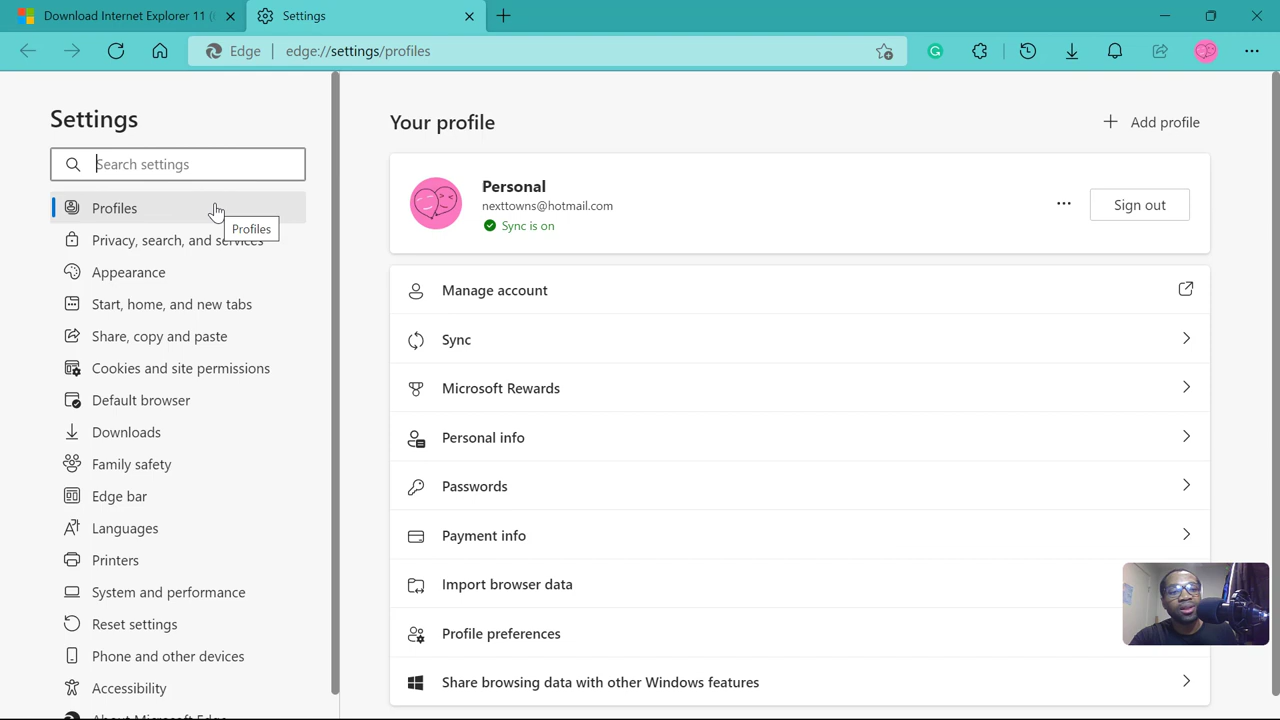 Download Internet Explorer 11 (
Settings
Edge
edge://settings/profiles
Settings
Search settings
Profiles
Profiles
Privacy, search, and services
Appearance
Start, home, and new tabs
Share, copy and paste
Cookies and site permissions
Default browser
Downloads
Family safety
Edge bar
Languages
Printers
System and performance
Reset settings
Phone and other devices
Accessibility
About Microsoft Edge
Your profile
Add profile
Personal
nexttowns@hotmail.com
Sync is on
Sign out
Manage account
Sync
Microsoft Rewards
Personal info
Passwords
Payment info
Import browser data
Profile preferences
Share browsing data with other Windows features